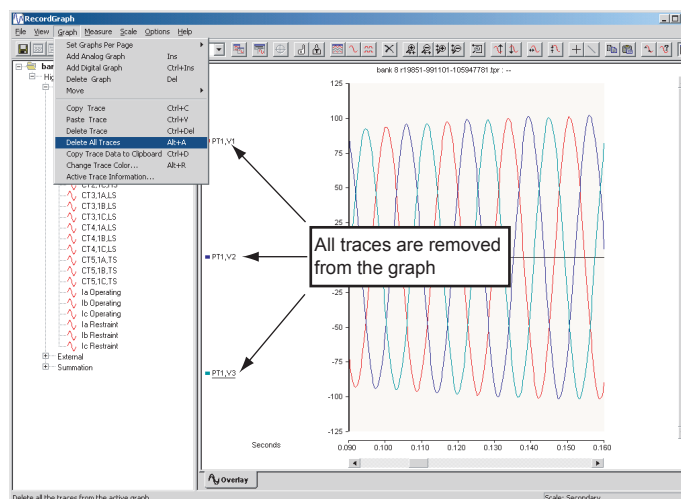 RecordGraph
File View Graph Measure Scale Options Help
Set Graphs Per Page
Add Analog Graph Ins
Add Digital Graph Ctrl+Ins
Delete Graph Del
Move
Copy Trace Ctrl+C
Paste Trace Ctrl+V
Delete Trace Ctrl+Del
Delete All Traces Alt+A
Copy Trace Data to Clipboard Ctrl+D
Change Trace Color... Alt+R
Active Trace Information...
CT3,1A,LS
CT3,1B,LS
CT3,1C,LS
CT4,1A,LS
CT4,1B,LS
CT4,1C,LS
CT5,1A,TS
CT5,1B,TS
CT5,1C,TS
Ia Operating
Ib Operating
Ic Operating
Ia Restraint
Ib Restraint
Ic Restraint
External
Summation
bank 8 r19851-991101-105947781.tpr : --
PT1,V1
PT1,V2
PT1,V3
All traces are removed
from the graph
125
100
75
50
25
-25
-50
-75
-100
-125
Seconds
0.090 0.100 0.110 0.120 0.130 0.140 0.150 0.160
Overlay
Delete all the traces from the active graph
Scale: Secondary